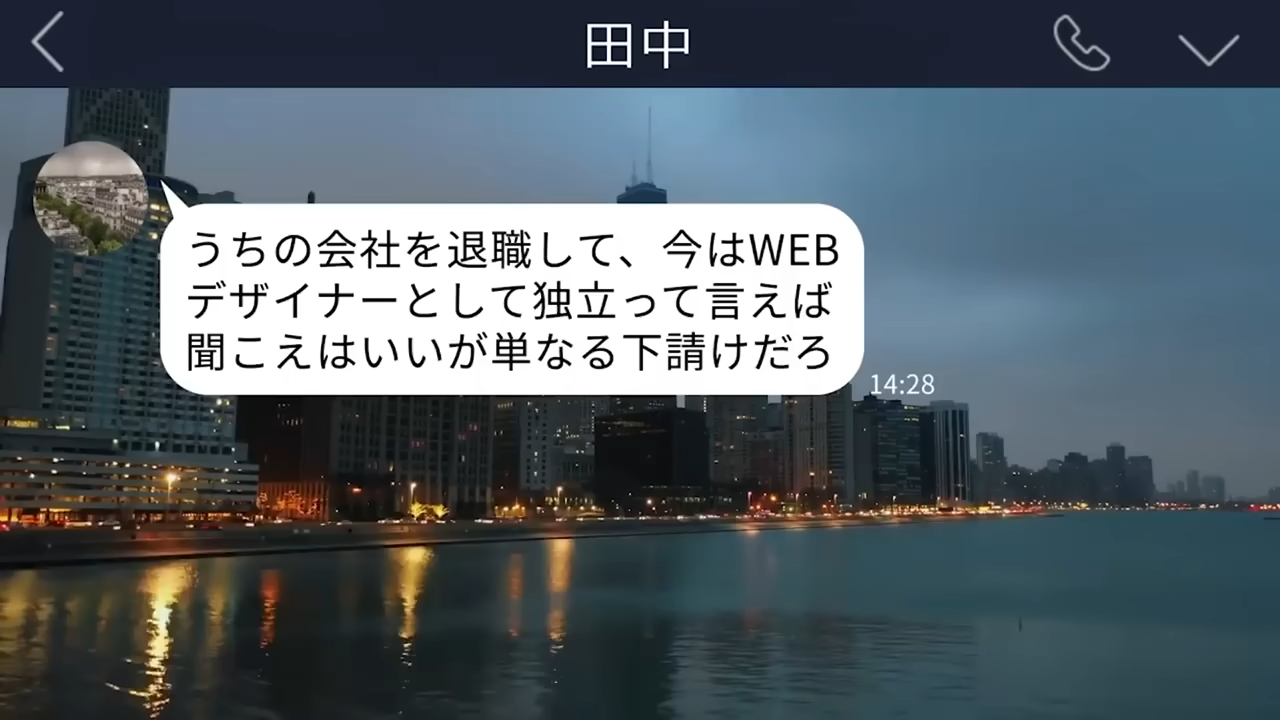 田中
うちの会社を退職して、今はWEB
デザイナーとして独立って言えば
聞こえはいいが単なる下請けだろ
14:28